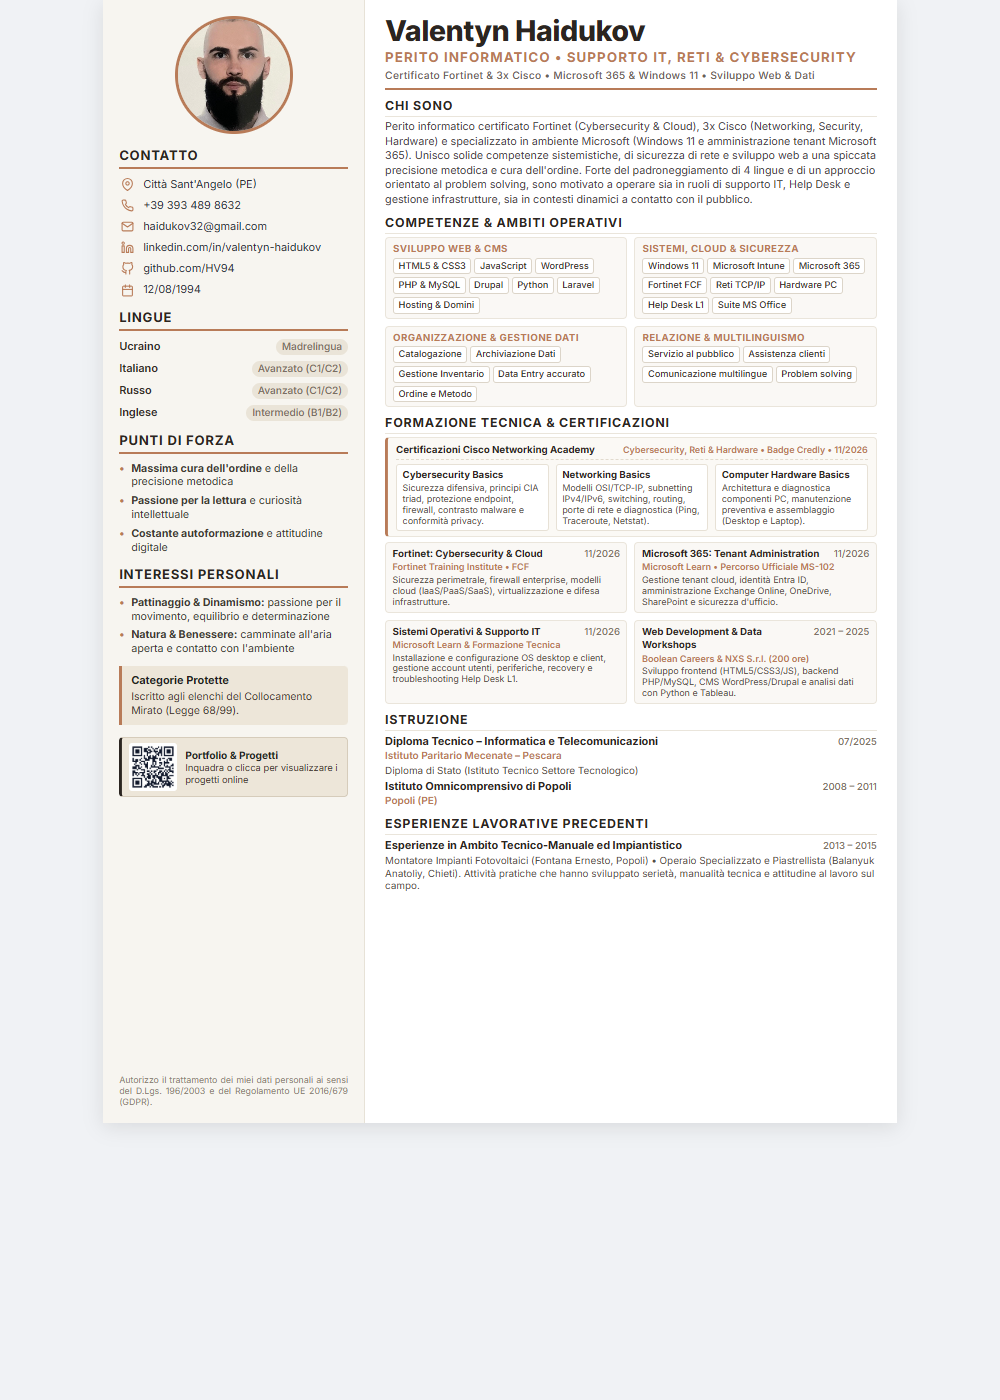 CONTATTO
Città Sant'Angelo (PE)
+39 393 489 8632
haidukov32@gmail.com
linkedin.com/in/valentyn-haidukov
github.com/HV94
12/08/1994
LINGUE
Ucraino Madrelingua
Italiano Avanzato (C1/C2)
Russo Avanzato (C1/C2)
Inglese Intermedio (B1/B2)
PUNTI DI FORZA
• Massima cura dell'ordine e della
precisione metodica
• Passione per la lettura e curiosità
intellettuale
• Costante autoformazione e attitudine
digitale
INTERESSI PERSONALI
• Pattinaggio & Dinamismo: passione per il
movimento, equilibrio e determinazione
• Natura & Benessere: camminate all'aria
aperta e contatto con l'ambiente
Categorie Protette
Iscritto agli elenchi del Collocamento
Mirato (Legge 68/99).
Portfolio & Progetti
Inquadra o clicca per visualizzare i
progetti online
Autorizzo il trattamento dei miei dati personali ai sensi
del D.Lgs. 196/2003 e del Regolamento UE 2016/679
(GDPR).
Valentyn Haidukov
PERITO INFORMATICO • SUPPORTO IT, RETI & CYBERSECURITY
Certificato Fortinet & 3x Cisco • Microsoft 365 & Windows 11 • Sviluppo Web & Dati
CHI SONO
Perito informatico certificato Fortinet (Cybersecurity & Cloud), 3x Cisco (Networking, Security,
Hardware) e specializzato in ambiente Microsoft (Windows 11 e amministrazione tenant Microsoft
365). Unisco solide competenze sistemistiche, di sicurezza di rete e sviluppo web a una spiccata
precisione metodica e cura dell'ordine. Forte del padroneggiamento di 4 lingue e di un approccio
orientato al problem solving, sono motivato a operare sia in ruoli di supporto IT, Help Desk e
gestione infrastrutture, sia in contesti dinamici a contatto con il pubblico.
COMPETENZE & AMBITI OPERATIVI
SVILUPPO WEB & CMS
HTML5 & CSS3 JavaScript WordPress
PHP & MySQL Drupal Python Laravel
Hosting & Domini
SISTEMI, CLOUD & SICUREZZA
Windows 11 Microsoft Intune Microsoft 365
Fortinet FCF Reti TCP/IP Hardware PC
Help Desk L1 Suite MS Office
ORGANIZZAZIONE & GESTIONE DATI
Catalogazione Archiviazione Dati
Gestione Inventario Data Entry accurato
Ordine e Metodo
RELAZIONE & MULTILINGUISMO
Servizio al pubblico Assistenza clienti
Comunicazione multilingue Problem solving
FORMAZIONE TECNICA & CERTIFICAZIONI
Certificazioni Cisco Networking Academy Cybersecurity, Reti & Hardware • Badge Credly • 11/2026
Cybersecurity Basics
Sicurezza difensiva, principi CIA
triad, protezione endpoint,
firewall, contrasto malware e
conformità privacy.
Networking Basics
Modelli OSI/TCP-IP, subnetting
IPv4/IPv6, switching, routing,
porte di rete e diagnostica (Ping,
Traceroute, Netstat).
Computer Hardware Basics
Architettura e diagnostica
componenti PC, manutenzione
preventiva e assemblaggio
(Desktop e Laptop).
Fortinet: Cybersecurity & Cloud 11/2026
Fortinet Training Institute • FCF
Sicurezza perimetrale, firewall enterprise, modelli
cloud (IaaS/PaaS/SaaS), virtualizzazione e difesa
infrastrutture.
Microsoft 365: Tenant Administration 11/2026
Microsoft Learn • Percorso Ufficiale MS-102
Gestione tenant cloud, identità Entra ID,
amministrazione Exchange Online, OneDrive,
SharePoint e sicurezza d'ufficio.
Sistemi Operativi & Supporto IT 11/2026
Microsoft Learn & Formazione Tecnica
Installazione e configurazione OS desktop e client,
gestione account utenti, periferiche, recovery e
troubleshooting Help Desk L1.
Web Development & Data 2021 – 2025
Workshops
Boolean Careers & NXS S.r.l. (200 ore)
Sviluppo frontend (HTML5/CSS3/JS), backend
PHP/MySQL, CMS WordPress/Drupal e analisi dati
con Python e Tableau.
ISTRUZIONE
Diploma Tecnico – Informatica e Telecomunicazioni 07/2025
Istituto Paritario Mecenate – Pescara
Diploma di Stato (Istituto Tecnico Settore Tecnologico)
Istituto Omnicomprensivo di Popoli 2008 – 2011
Popoli (PE)
ESPERIENZE LAVORATIVE PRECEDENTI
Esperienze in Ambito Tecnico-Manuale ed Impiantistico 2013 – 2015
Montatore Impianti Fotovoltaici (Fontana Ernesto, Popoli) • Operaio Specializzato e Piastrellista (Balanyuk
Anatoliy, Chieti). Attività pratiche che hanno sviluppato serietà, manualità tecnica e attitudine al lavoro sul
campo.